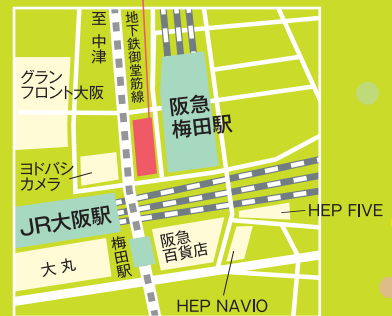 至中津
地下鉄御堂筋線
グラン
フロント大阪
阪急
梅田駅
ヨドバシ
カメラ
JR大阪駅
HEP FIVE
梅田駅
阪急
百貨店
大丸
HEP NAVIO